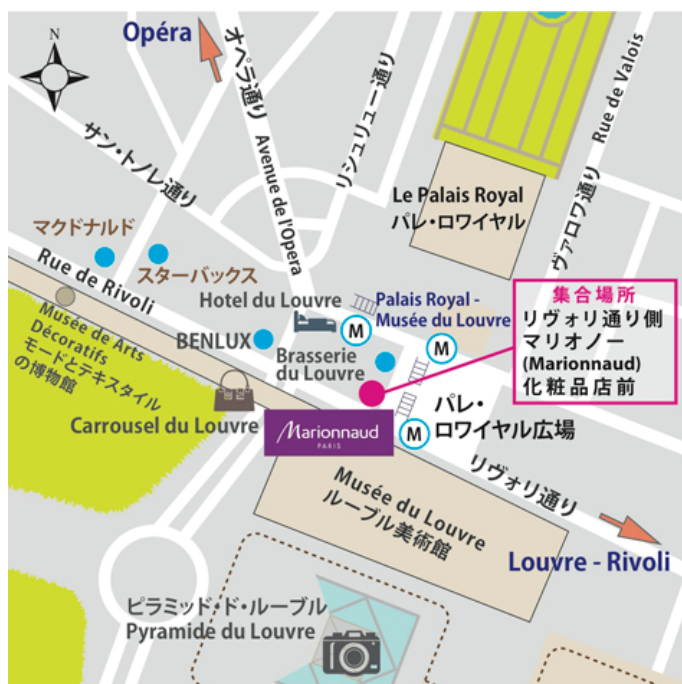 N
Opéra
オペラ通り
Avenue de l'Opera
リシュリュー通り
Rue de Valois
ヴァロワ通り
サン・トノレ通り
Le Palais Royal
パレ・ロワイヤル
マクドナルド
スターバックス
Rue de Rivoli
Hotel du Louvre
Palais Royal -
Musée du Louvre
M
M
BENLUX
Brasserie
du Louvre
集合場所
リヴォリ通り側
マリオノー
(Marionnaud)
化粧品店前
Musée de Arts
Décoratifs
モードとテキスタイル
の博物館
Carrousel du Louvre
Marionnaud
PARIS
M
パレ・
ロワイヤル広場
リヴォリ通り
Musée du Louvre
ルーブル美術館
Louvre - Rivoli
ピラミッド・ド・ルーブル
Pyramide du Louvre